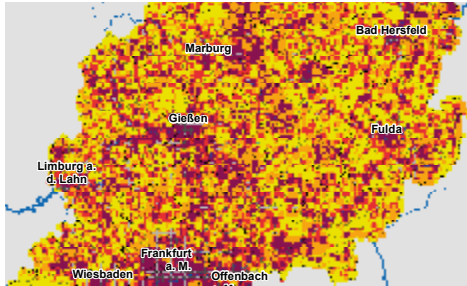 Bad Hersfeld
Marburg
Gießen
Fulda
Limburg a.
d. Lahn
Frankfurt
a. M.
Wiesbaden
Offenbach